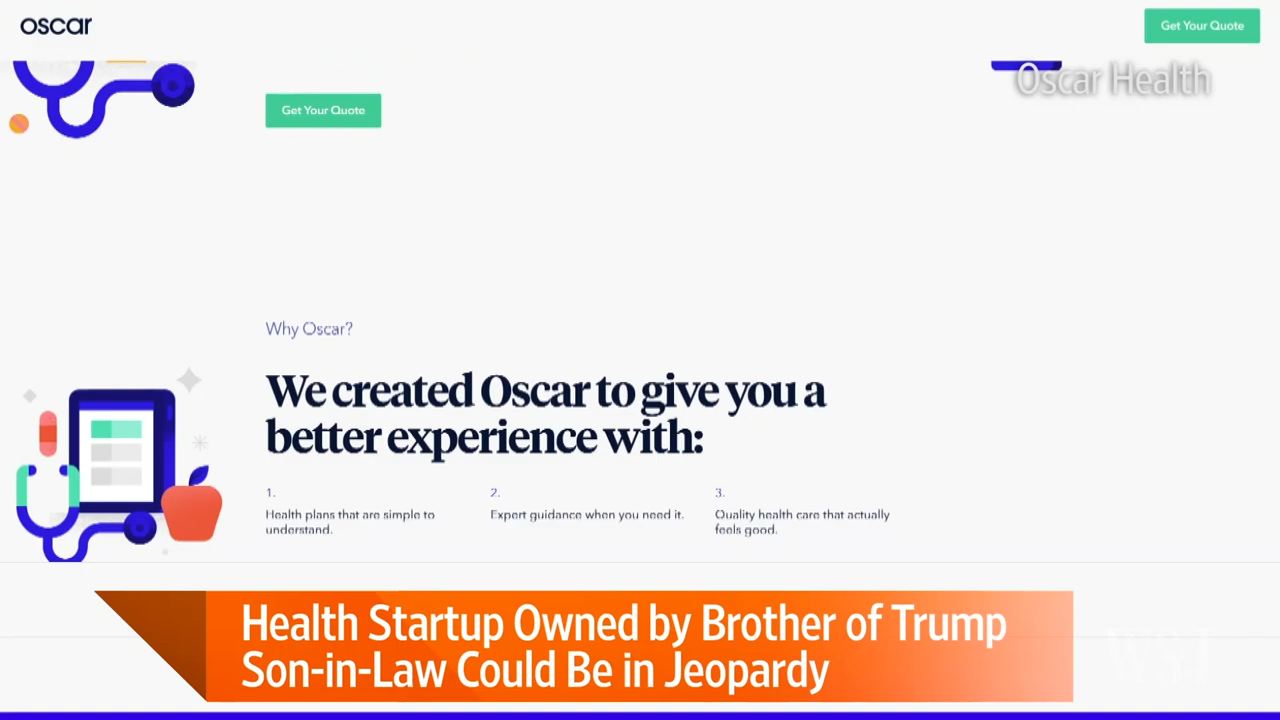 oscar
Get Your Quote
Oscar Health
Get Your Quote
Why Oscar?
We created Oscar to give you a
better experience with:
1.
Health plans that are simple to
understand.
2.
Expert guidance when you need it.
3.
Quality health care that actually
feels good.
Health Startup Owned by Brother of Trump
Son-in-Law Could Be in Jeopardy
WSJ